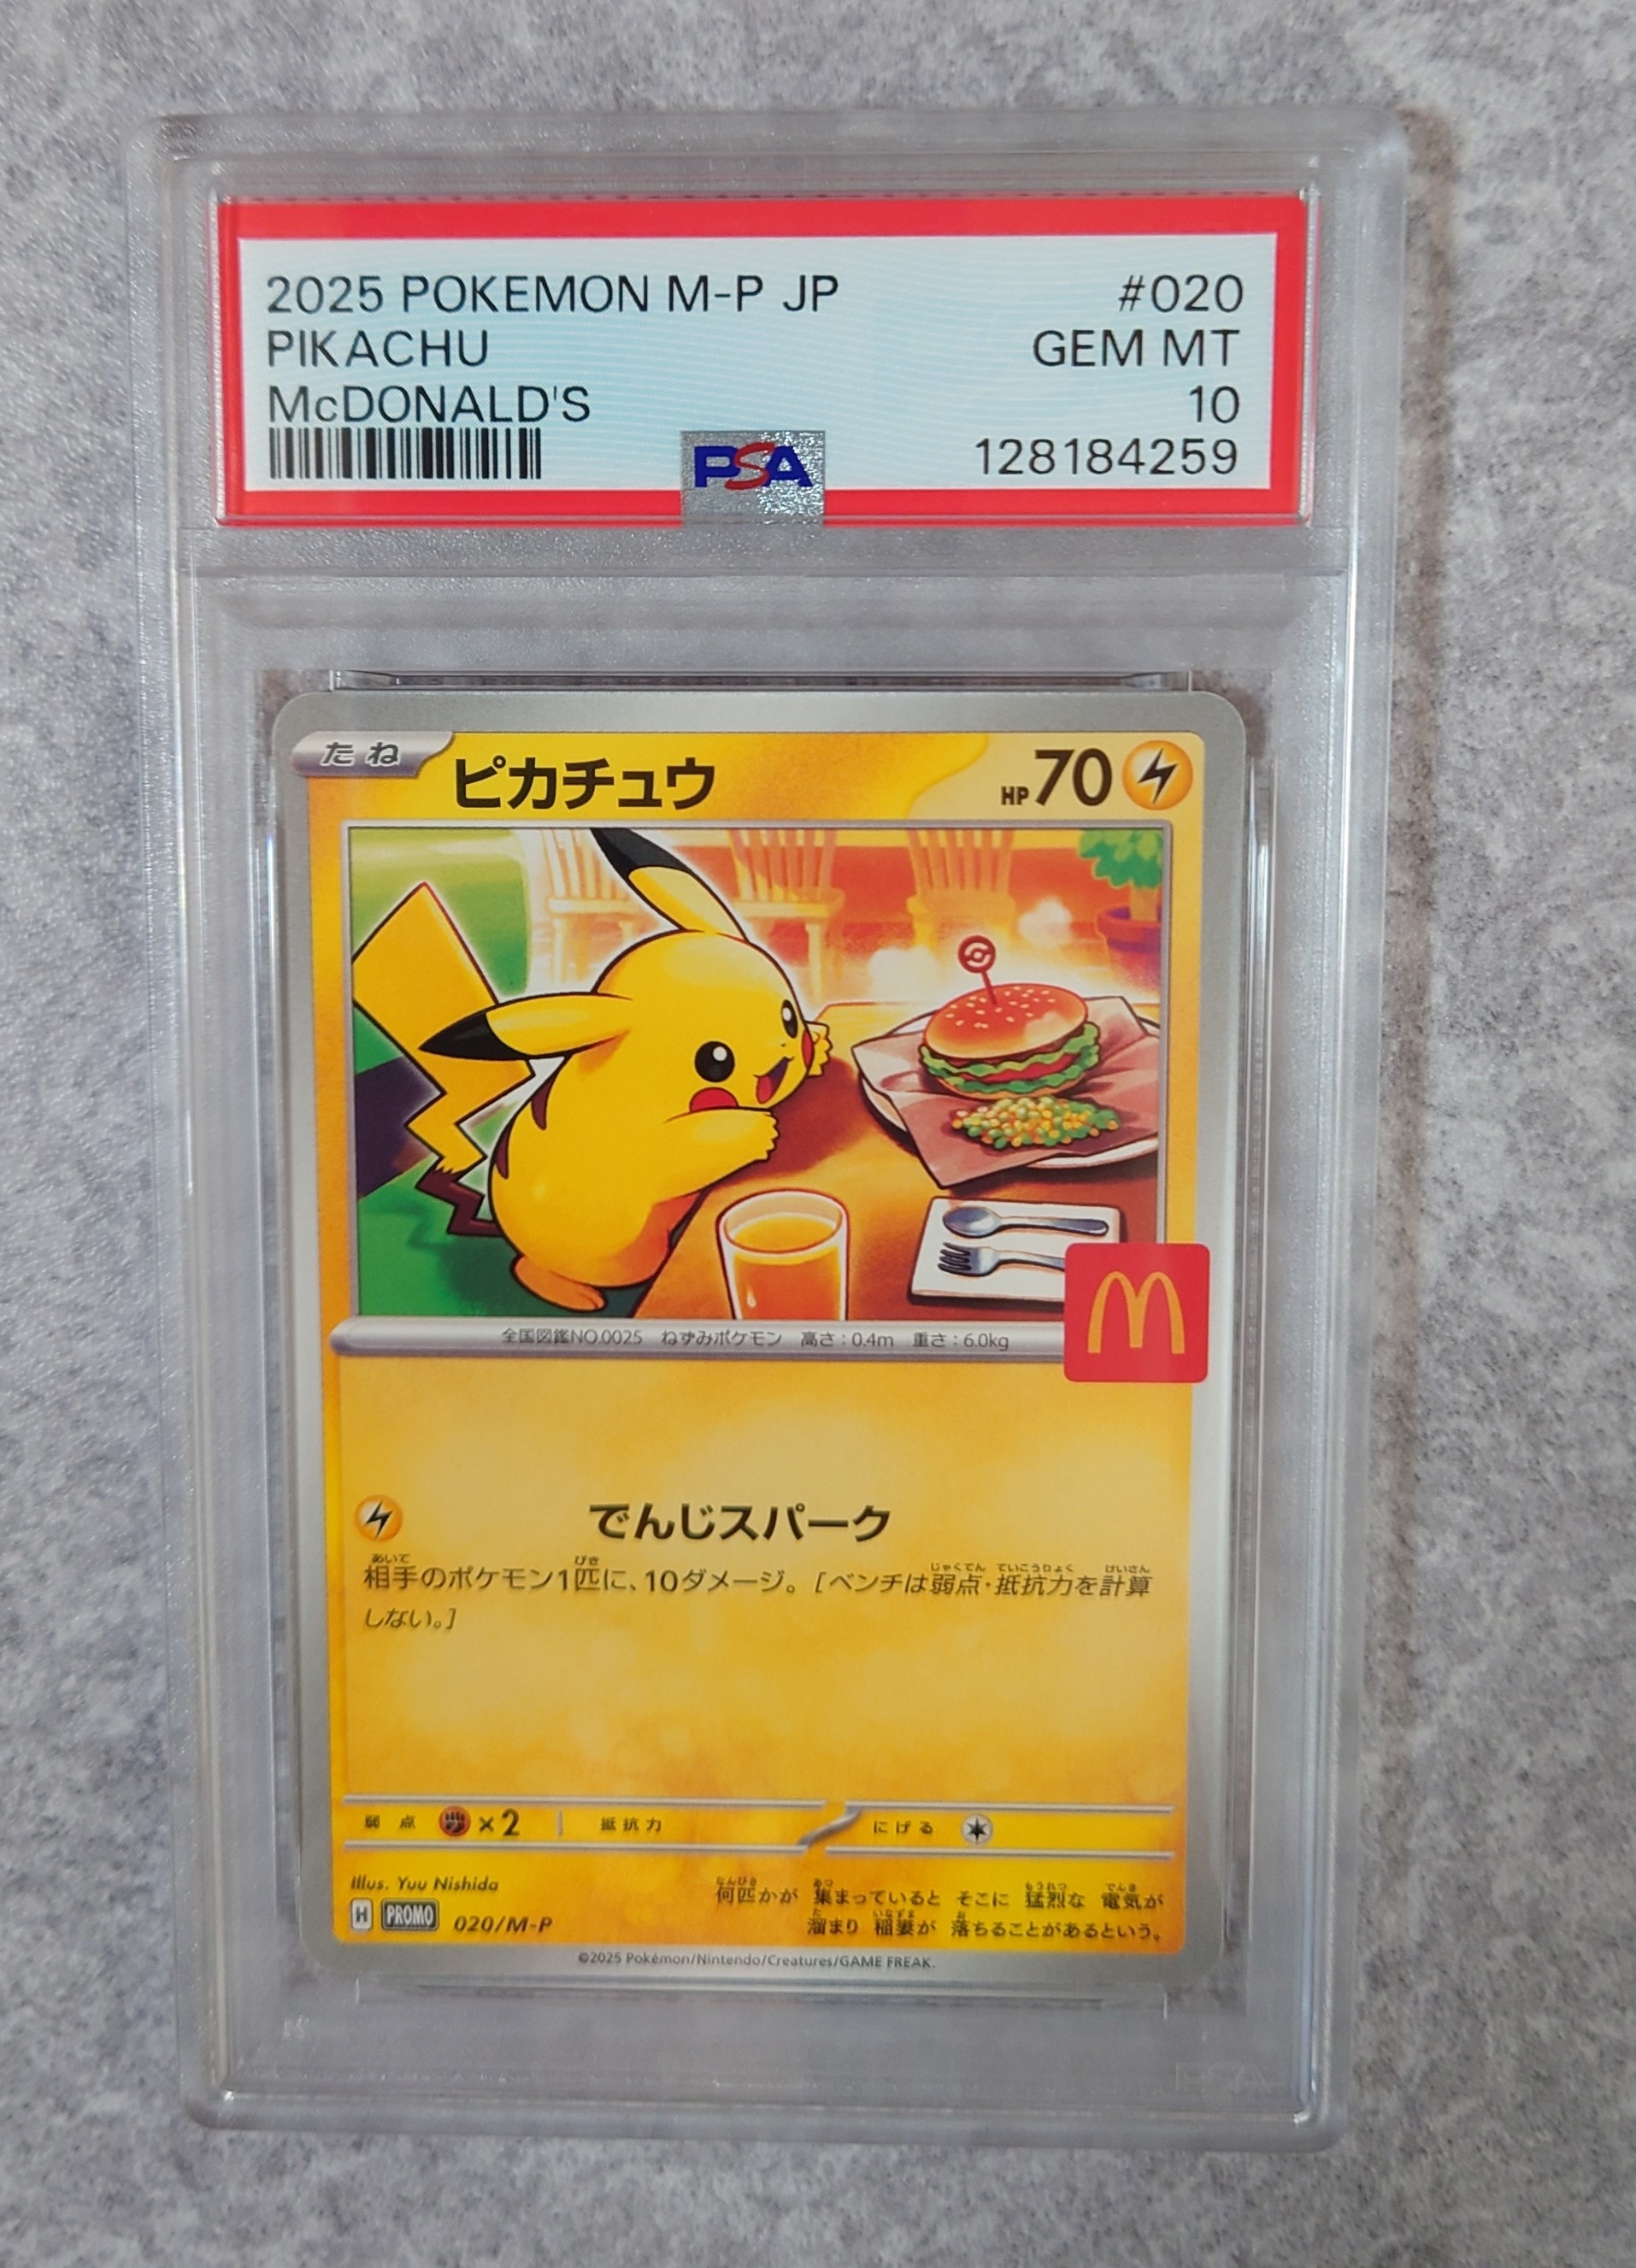 2025 POKEMON M-P JP #020
PIKACHU GEM MT
McDONALD'S 10
PSA 128184259
たね ピカチュウ HP70
全国図鑑NO.0025 ねずみポケモン 高さ:0.4m 重さ:6.0kg
でんじスパーク
相手のポケモン1匹に、10ダメージ。[ベンチは弱点・抵抗力を計算
しない。]
弱点 ×2 抵抗力 にげる
Illus. Yuu Nishida
H PROMO 020/M-P
何匹かが 集まっていると そこに 猛烈な 電気が
溜まり 稲妻が 落ちることがあるという。
©2025 Pokémon/Nintendo/Creatures/GAME FREAK.